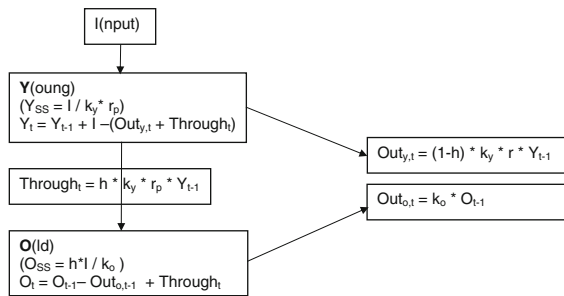 I(nput)
Y(oung)
(Y_SS = I / k_y* r_p)
Y_t = Y_t-1 + I –(Out_y,t + Through_t)
Out_y,t = (1-h) * k_y * r * Y_t-1
Through_t = h * k_y * r_p * Y_t-1
Out_o,t = k_o * O_t-1
O(ld)
(O_SS = h*I / k_o )
O_t = O_t-1– Out_o,t-1 + Through_t